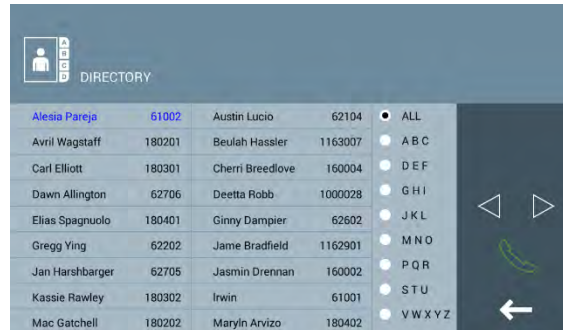 A
B
C
D
DIRECTORY
Alesia Pareja 61002 Austin Lucio 62104 ALL
Avril Wagstaff 180201 Beulah Hassler 1163007 A B C
Carl Elliott 180301 Cherri Breedlove 160004 D E F
Dawn Allington 62706 Deetta Robb 1000028 G H I
Elias Spagnuolo 180401 Ginny Dampier 62602 J K L
Gregg Ying 62202 Jame Bradfield 1162901 M N O
Jan Harshbarger 62705 Jasmin Drennan 160002 P Q R
Kassie Rawley 180302 Irwin 61001 S T U
Mac Gatchell 180202 Maryln Arvizo 180402 V W X Y Z